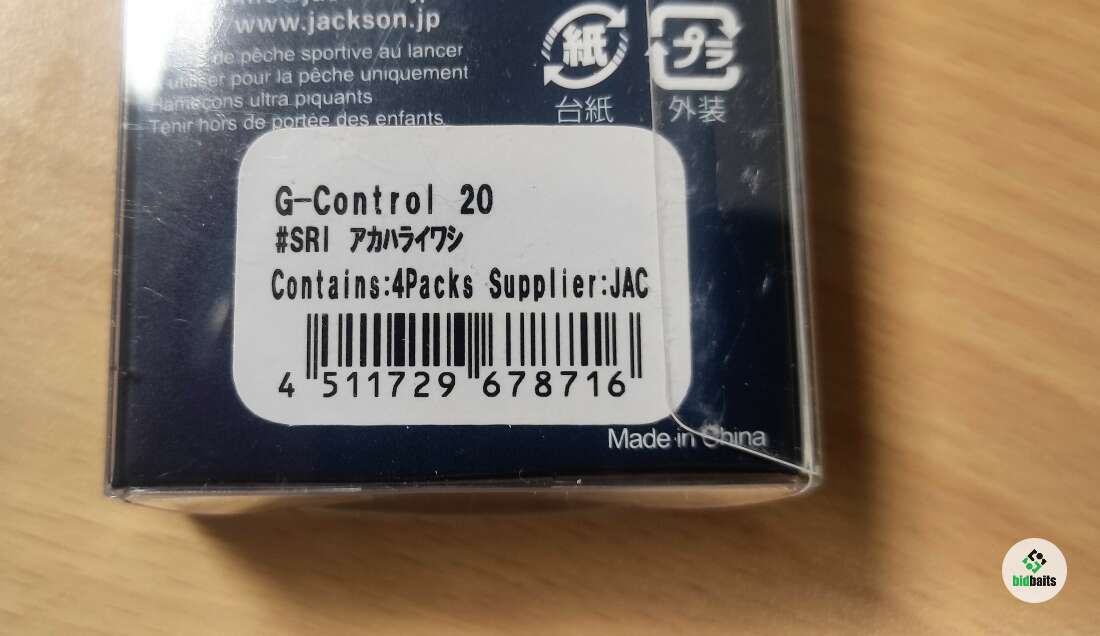 www.jackson.jp
de pêche sportive au lancer
utiliser pour la pêche uniquement
Hameçons ultra piquants
Tenir hors de portée des enfants
紙
台紙
プラ
外装
G-Control 20
#SRI アカハライワシ
Contains:4Packs Supplier:JAC
4 511729 678716
Made in China
bidbaits